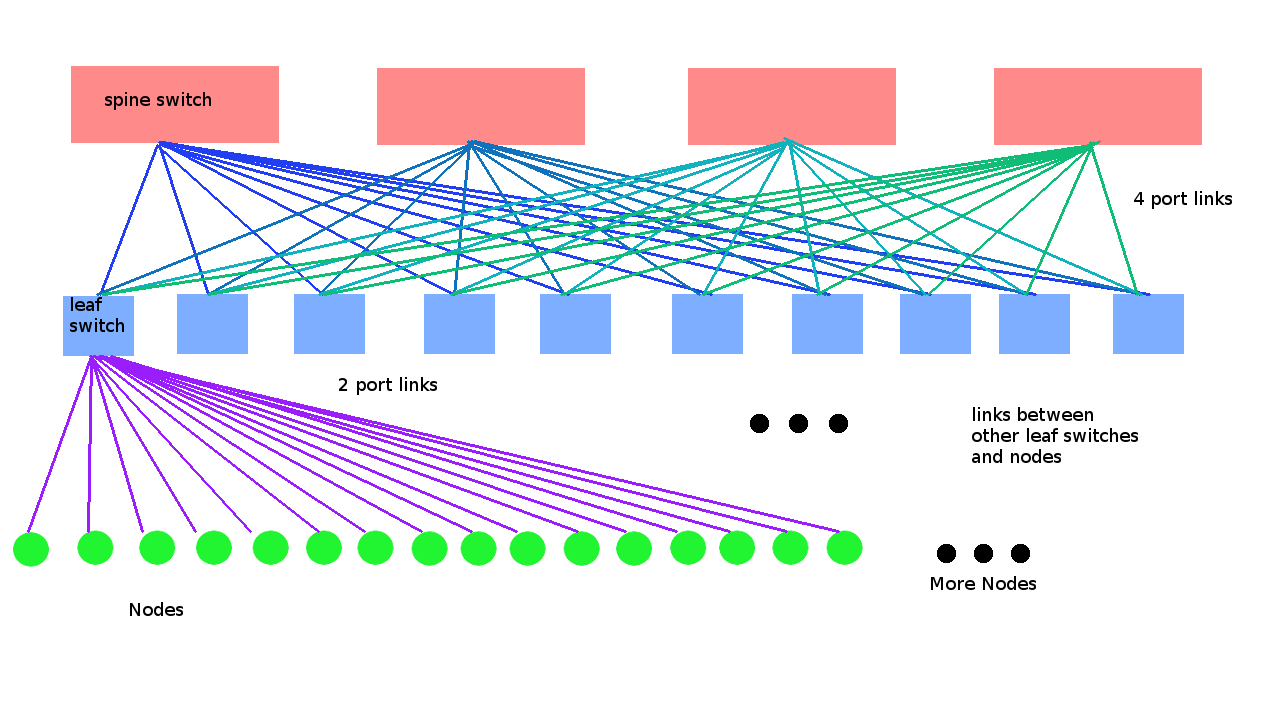 spine switch
4 port links
leaf
switch
2 port links
links between
other leaf switches
and nodes
More Nodes
Nodes